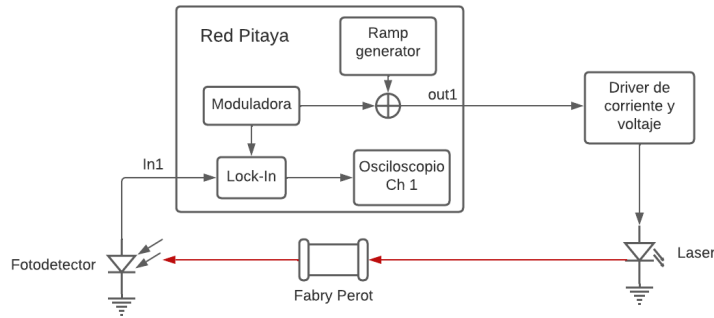 Red Pitaya
Ramp
generator
Moduladora
out1
Driver de
corriente y
voltaje
In1
Lock-In
Osciloscopio
Ch 1
Fotodetector
Fabry Perot
Laser